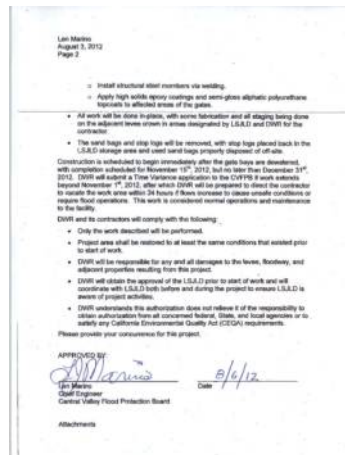 Len Marino
August 3, 2012
Page 2
o Install structural steel members via welding.
o Apply high solids epoxy coatings and semi-gloss aliphatic polyurethane
topcoats to affected areas of the gates.
• All work will be done in-place, with some fabrication and all staging being done
on the adjacent levee crown in areas designated by LSJLD and DWR for the
contractor.
• The sand bags and stop logs will be removed, with stop logs placed back in the
LSJLD storage area and used sand bags properly disposed of off-site.
Construction is scheduled to begin immediately after the gate bays are dewatered,
with completion scheduled for November 15th, 2012, but no later than December 31st,
2012. DWR will submit a Time Variance application to the CVFPB if work extends
beyond November 1st, 2012, after which DWR will be prepared to direct the contractor
to vacate the work area within 24 hours if flows increase to cause unsafe conditions or
require flood operations. This work is considered normal operations and maintenance
to the facility.
DWR and its contractors will comply with the following:
• Only the work described will be performed.
• Project area shall be restored to at least the same conditions that existed prior
to start of work.
• DWR will be responsible for any and all damages to the levee, floodway, and
adjacent properties resulting from this project.
• DWR will obtain the approval of the LSJLD prior to start of work and will
coordinate with LSJLD both before and during the project to ensure LSJLD is
aware of project activities.
• DWR understands this authorization does not relieve it of the responsibility to
obtain authorization from all concerned federal, State, and local agencies or to
satisfy any California Environmental Quality Act (CEQA) requirements.
Please provide your concurrence for this project.
APPROVED BY:
L Marino 8/6/12
Len Marino Date
Chief Engineer
Central Valley Flood Protection Board
Attachments